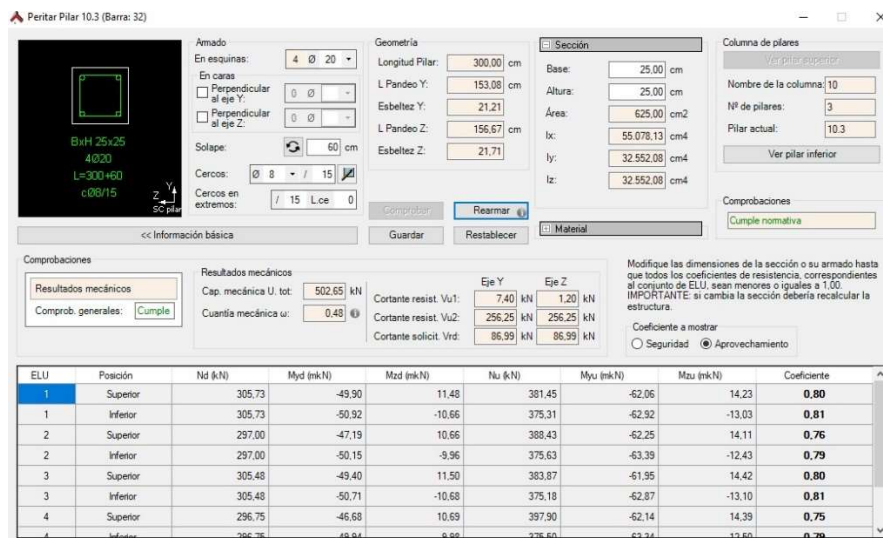 Peritar Pilar 10.3 (Barra: 32)
BxH 25x25
4Ø20
L=300+60
cØ8/15
Z Y
SC pilar
<< Información básica
Armado
En esquinas: 4 Ø 20
En caras
Perpendicular al eje Y: 0 Ø
Perpendicular al eje Z: 0 Ø
Solape: 60 cm
Cercos: Ø 8 / 15
Cercos en extremos: / 15 L.ce 0
Geometría
Longitud Pilar: 300,00 cm
L Pandeo Y: 153,08 cm
Esbeltez Y: 21,21
L Pandeo Z: 156,67 cm
Esbeltez Z: 21,71
Comprobar Rearmar
Guardar Restablecer
Sección
Base: 25,00 cm
Altura: 25,00 cm
Área: 625,00 cm2
Ix: 55.078,13 cm4
Iy: 32.552,08 cm4
Iz: 32.552,08 cm4
Material
Columna de pilares
Ver pilar superior
Nombre de la columna: 10
Nº de pilares: 3
Pilar actual: 10.3
Ver pilar inferior
Comprobaciones
Cumple normativa
Comprobaciones
Resultados mecánicos
Comprob. generales: Cumple
Resultados mecánicos
Cap. mecánica U. tot: 502,65 kN
Cuantía mecánica ω: 0,48
Eje Y Eje Z
Cortante resist. Vu1: 7,40 kN 1,20 kN
Cortante resist. Vu2: 256,25 kN 256,25 kN
Cortante solicit. Vrd: 86,99 kN 86,99 kN
Modifique las dimensiones de la sección o su armado hasta
que todos los coeficientes de resistencia, correspondientes
al conjunto de ELU, sean menores o iguales a 1,00.
IMPORTANTE: si cambia la sección debería recalcular la
estructura.
Coeficiente a mostrar
Seguridad Aprovechamiento
ELU Posición Nd (kN) Myd (mkN) Mzd (mkN) Nu (kN) Myu (mkN) Mzu (mkN) Coeficiente
1 Superior 305,73 -49,90 11,48 381,45 -62,06 14,23 0,80
1 Inferior 305,73 -50,92 -10,66 375,31 -62,92 -13,03 0,81
2 Superior 297,00 -47,19 10,66 388,43 -62,25 14,11 0,76
2 Inferior 297,00 -50,15 -9,96 375,63 -63,39 -12,43 0,79
3 Superior 305,48 -49,40 11,50 383,87 -61,95 14,42 0,80
3 Inferior 305,48 -50,71 -10,68 375,18 -62,87 -13,10 0,81
4 Superior 296,75 -46,68 10,69 397,90 -62,14 14,39 0,75
4 Inferior 296,75 -49,94 -9,98 375,50 -63,34 -12,50 0,79